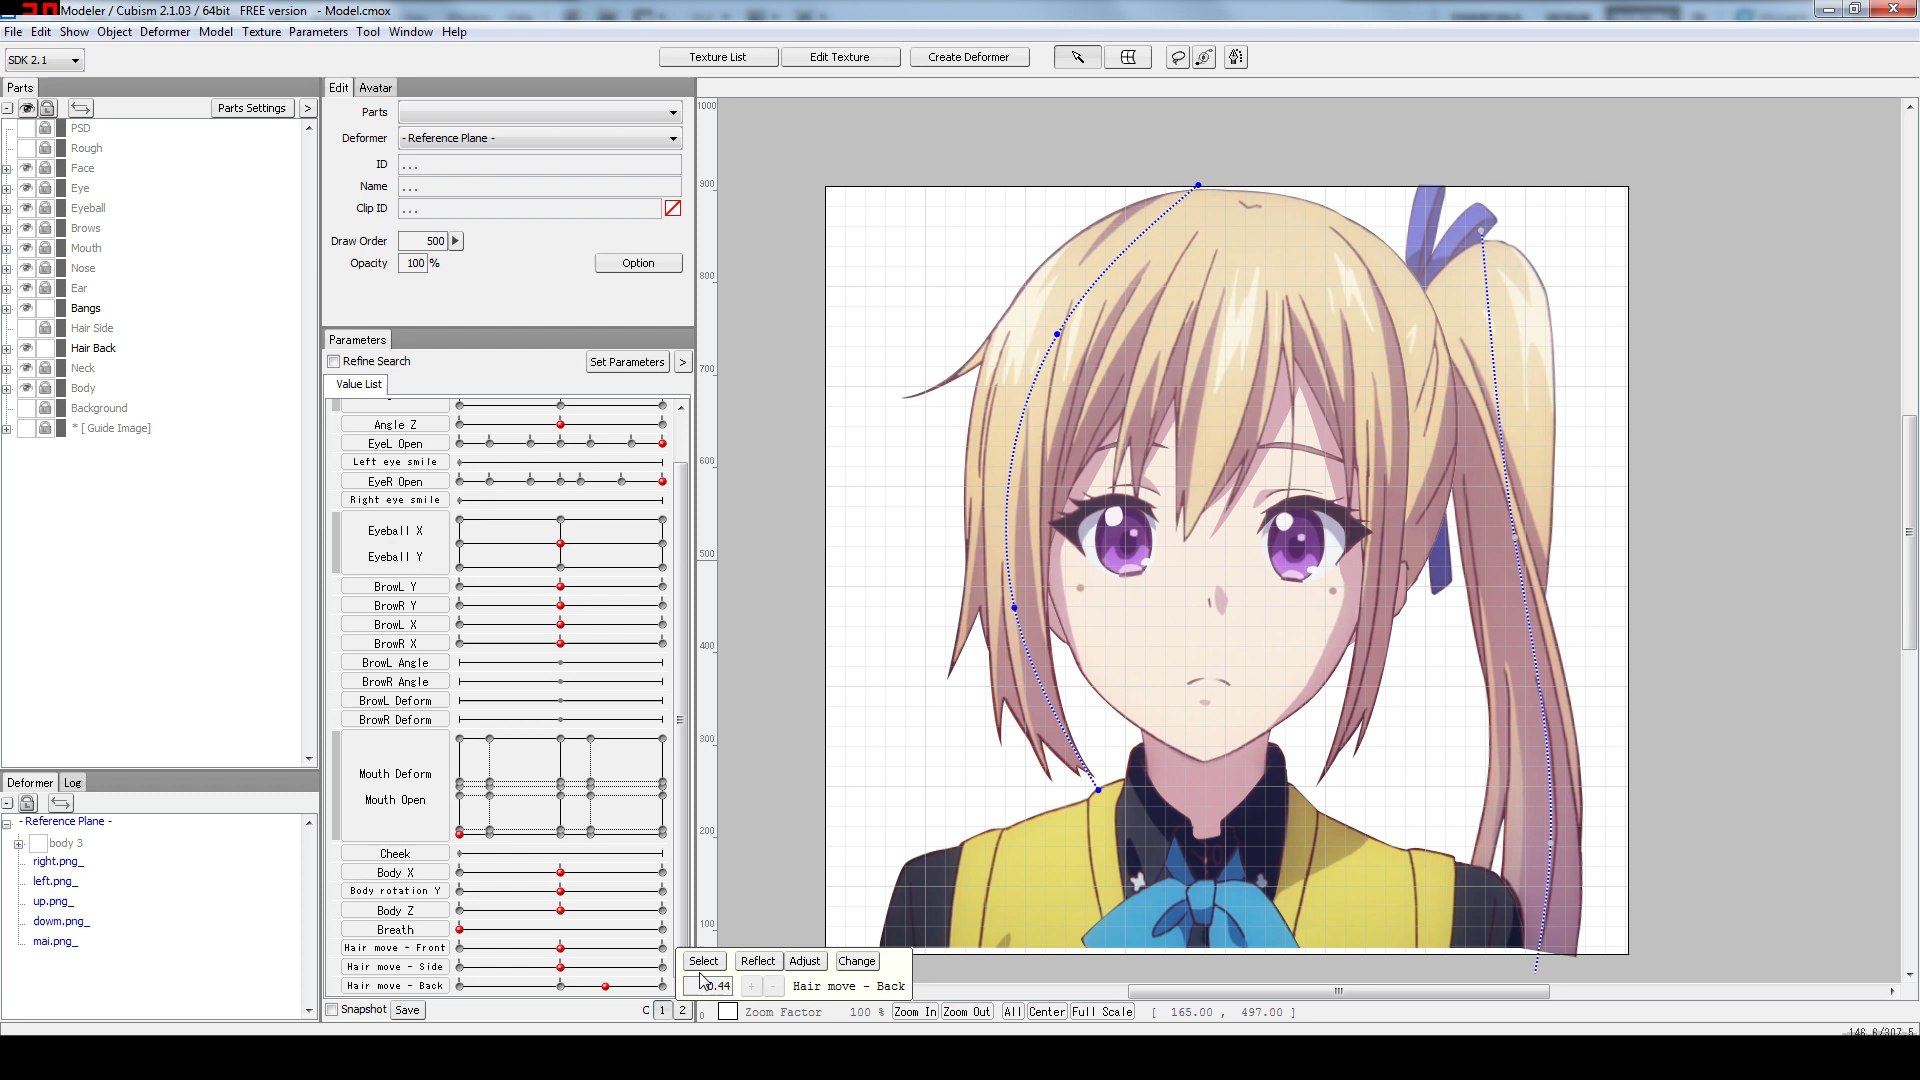 Modeler / Cubism 2.1.03 / 64bit   FREE version   - Model.cmox
File Edit Show Object Deformer Model Texture Parameters Tool Window Help
SDK 2.1
Texture List
Edit Texture
Create Deformer
Parts
Parts Settings
>
PSD
Rough
Face
Eye
Eyeball
Brows
Mouth
Nose
Ear
Bangs
Hair Side
Hair Back
Neck
Body
Background
* [ Guide Image]
Deformer
Log
- Reference Plane -
body 3
right.png_
left.png_
up.png_
dowm.png_
mai.png_
Edit
Avatar
Parts
Deformer - Reference Plane -
ID ...
Name ...
Clip ID ...
Draw Order 500
Opacity 100 %
Option
Parameters
Refine Search
Set Parameters
>
Value List
Angle Z
EyeL Open
Left eye smile
EyeR Open
Right eye smile
Eyeball X
Eyeball Y
BrowL Y
BrowR Y
BrowL X
BrowR X
BrowL Angle
BrowR Angle
BrowL Deform
BrowR Deform
Mouth Deform
Mouth Open
Cheek
Body X
Body rotation Y
Body Z
Breath
Hair move - Front
Hair move - Side
Hair move - Back
Snapshot
Save
C 1 2
1000
900
800
700
600
500
400
300
200
100
0
Select
Reflect
Adjust
Change
0.44
+
-
Hair move - Back
Zoom Factor 100 %
Zoom In
Zoom Out
All
Center
Full Scale
[ 165.00 , 497.00 ]